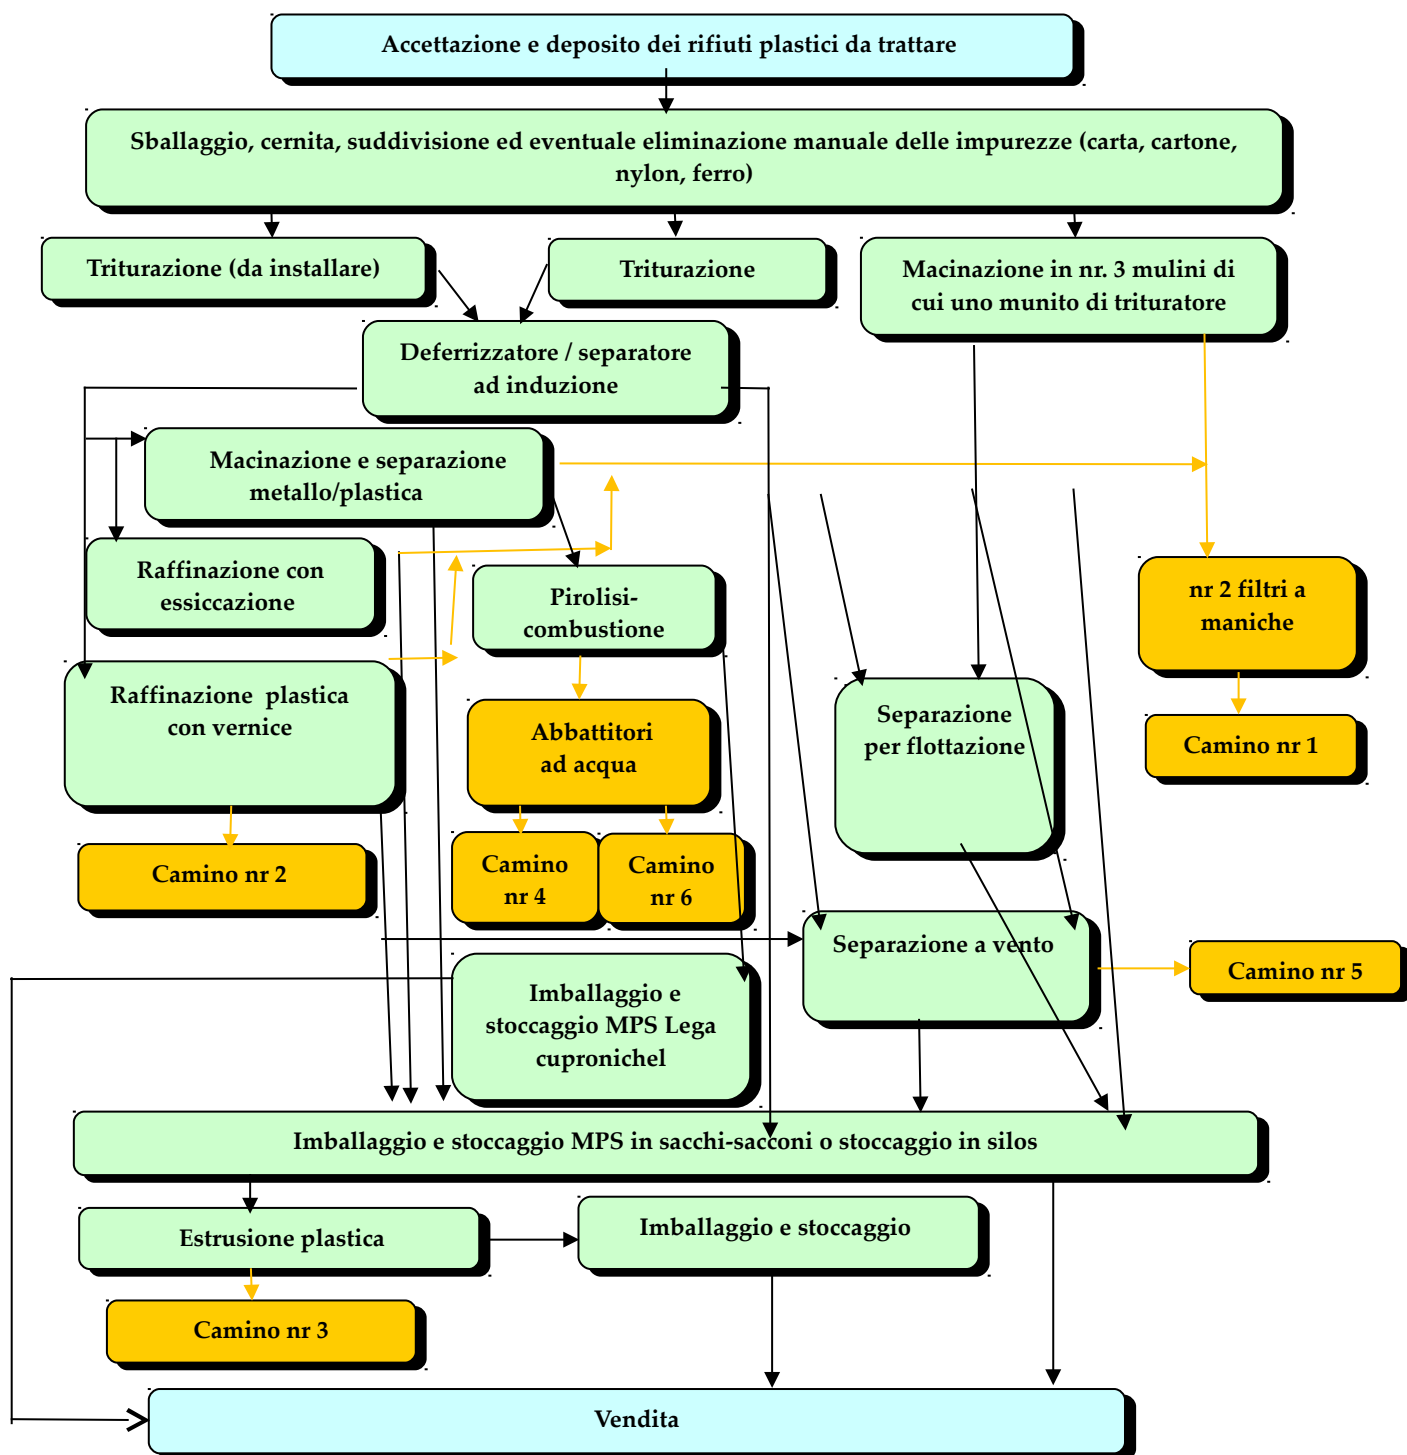 Accettazione e deposito dei rifiuti plastici da trattare
Sballaggio, cernita, suddivisione ed eventuale eliminazione manuale delle impurezze (carta, cartone,
nylon, ferro)
Triturazione (da installare)
Triturazione
Macinazione in nr. 3 mulini di
cui uno munito di trituratore
Deferrizzatore / separatore
ad induzione
Macinazione e separazione
metallo/plastica
Raffinazione con
essiccazione
Pirolisi-
combustione
nr 2 filtri a
maniche
Raffinazione plastica
con vernice
Abbattitori
ad acqua
Separazione
per flottazione
Camino nr 1
Camino nr 2
Camino
nr 4
Camino
nr 6
Separazione a vento
Camino nr 5
Imballaggio e
stoccaggio MPS Lega
cupronichel
Imballaggio e stoccaggio MPS in sacchi-sacconi o stoccaggio in silos
Estrusione plastica
Imballaggio e stoccaggio
Camino nr 3
Vendita